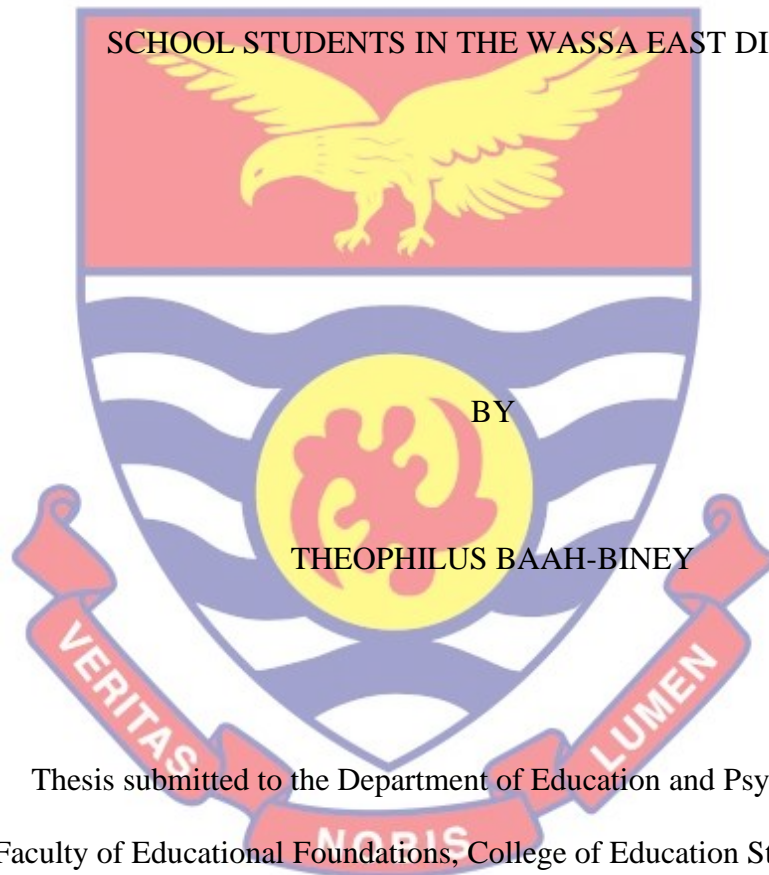 SCHOOL STUDENTS IN THE WASSA EAST DI
BY
THEOPHILUS BAAH-BINEY
VERITAS
NOBIS
LUMEN
Thesis submitted to the Department of Education and Psy
Faculty of Educational Foundations, College of Education St